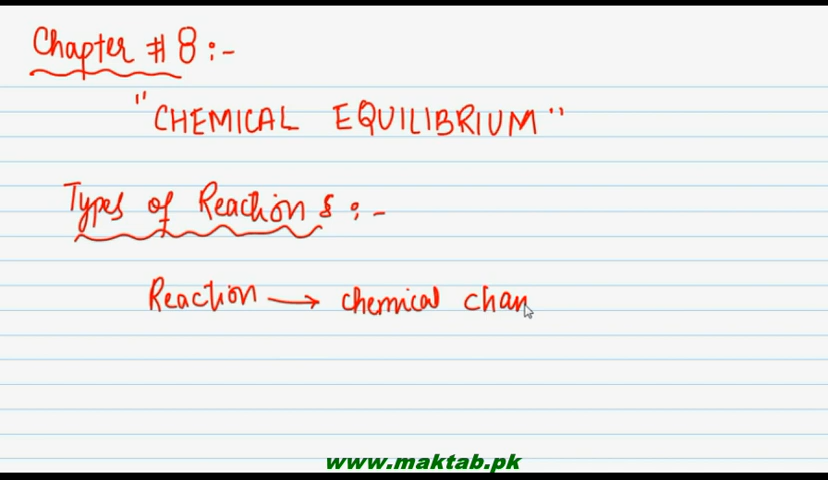 Chapter # 8 :-
"CHEMICAL EQUILIBRIUM"
Types of Reactions :-
Reaction → chemical chan
www.maktab.pk